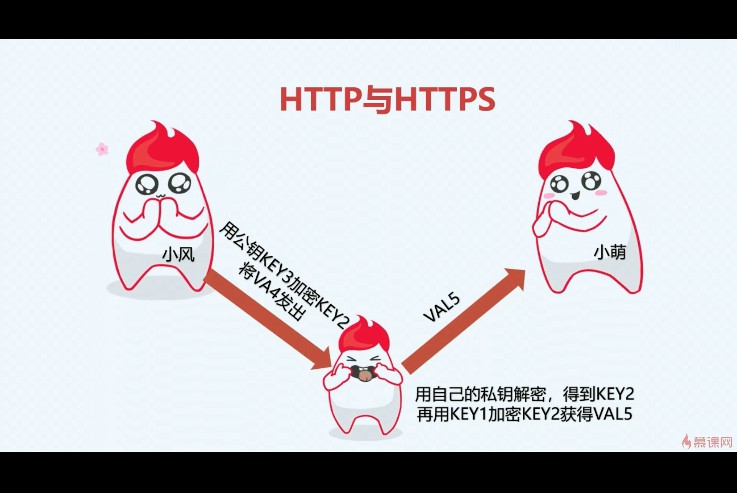 HTTP与HTTPS
小风
小萌
用公钥KEY3加密KEY2
将VA4发出
VAL5
用自己的私钥解密，得到KEY2
再用KEY1加密KEY2获得VAL5
慕课网